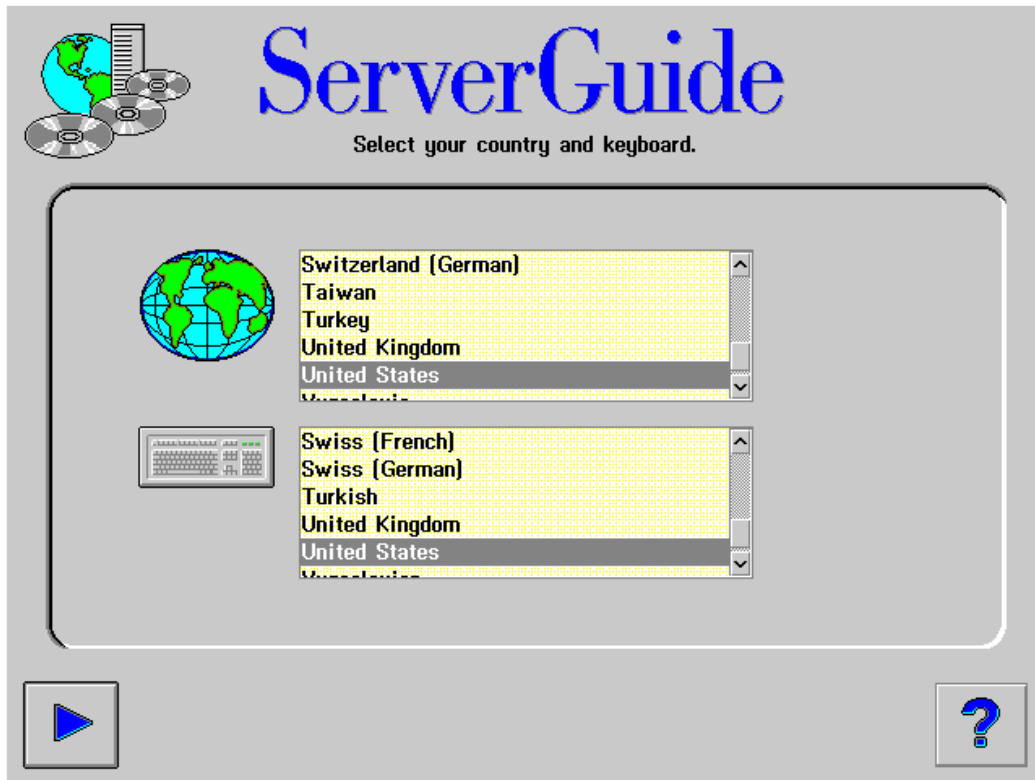 ServerGuide
Select your country and keyboard.
Switzerland (German)
Taiwan
Turkey
United Kingdom
United States
Swiss (French)
Swiss (German)
Turkish
United Kingdom
United States
?